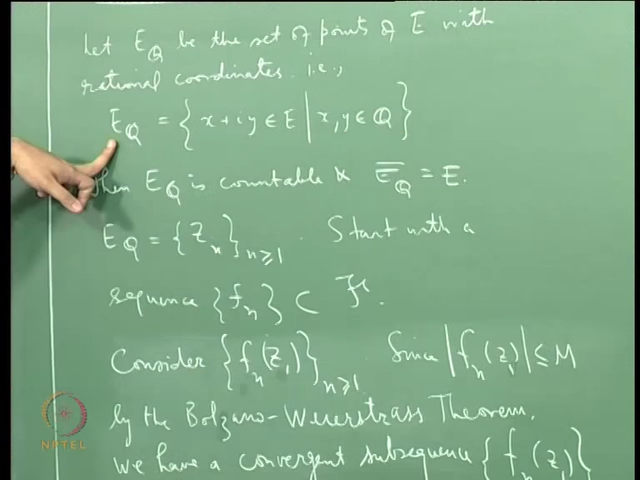 Let E_Q be the set of points of E with
rational coordinates. i.e.,
E_Q = { x+iy ∈ E | x, y ∈ Q }
Then E_Q is countable & \overline{E_Q} = E.
E_Q = { z_n }_{n≥1} . Start with a
sequence { f_n } ⊂ ℱ.
Consider { f_n(z_1) }_{n≥1} . Since |f_n(z_1)| ≤ M
by the Bolzano-Weierstrass Theorem,
we have a convergent subsequence { f_n(z_1) }
NPTEL